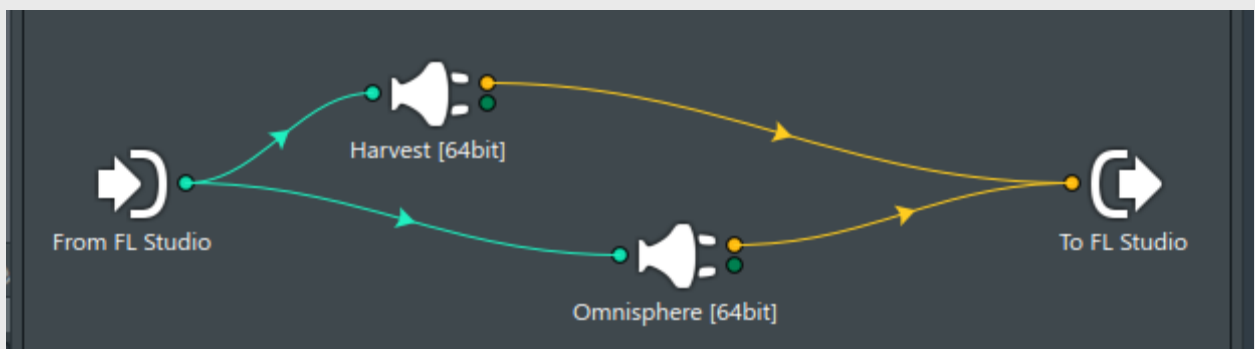 Harvest [64bit]
From FL Studio
To FL Studio
Omnisphere [64bit]